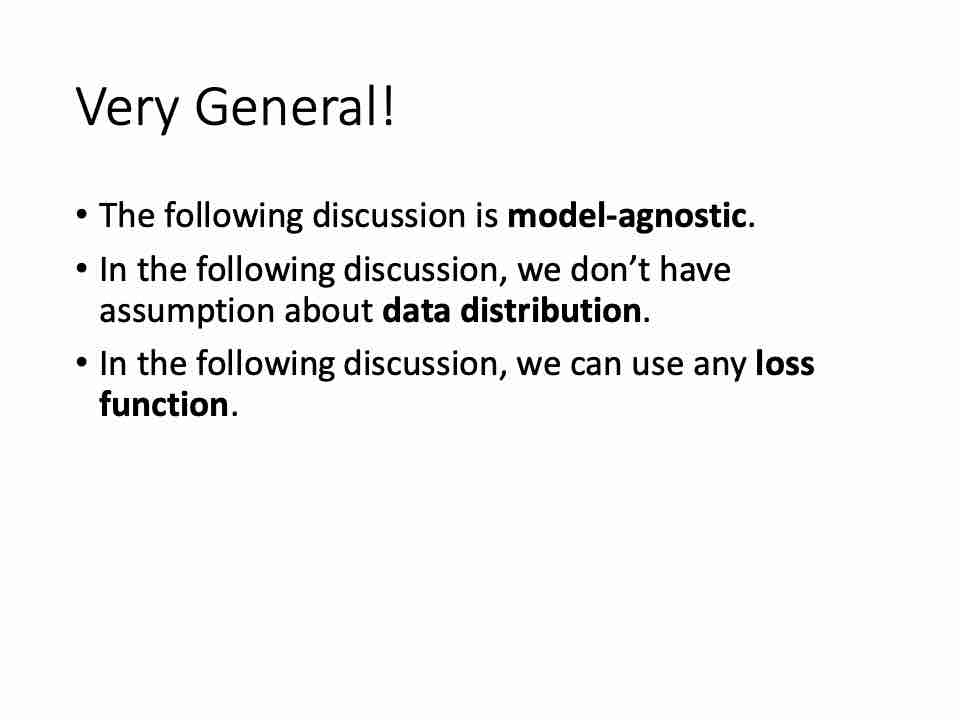 Very General!
• The following discussion is model-agnostic.
• In the following discussion, we don’t have
assumption about data distribution.
• In the following discussion, we can use any loss
function.